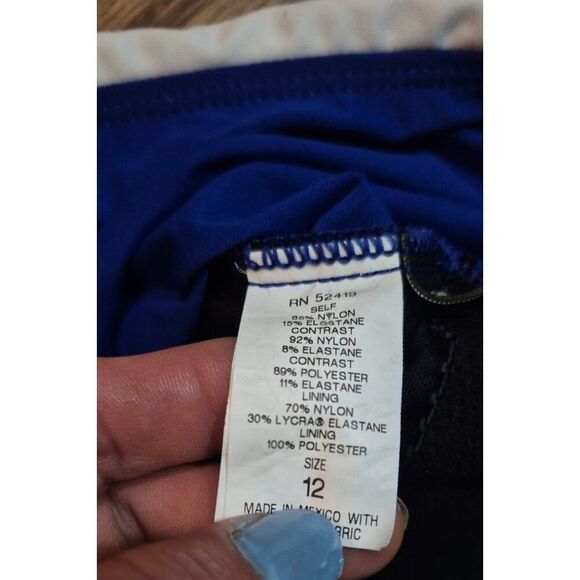 RN 52419
SELF
85% NYLON
15% ELASTANE
CONTRAST
92% NYLON
8% ELASTANE
CONTRAST
89% POLYESTER
11% ELASTANE
LINING
70% NYLON
30% LYCRA® ELASTANE
LINING
100% POLYESTER
SIZE
12
MADE IN MEXICO WITH